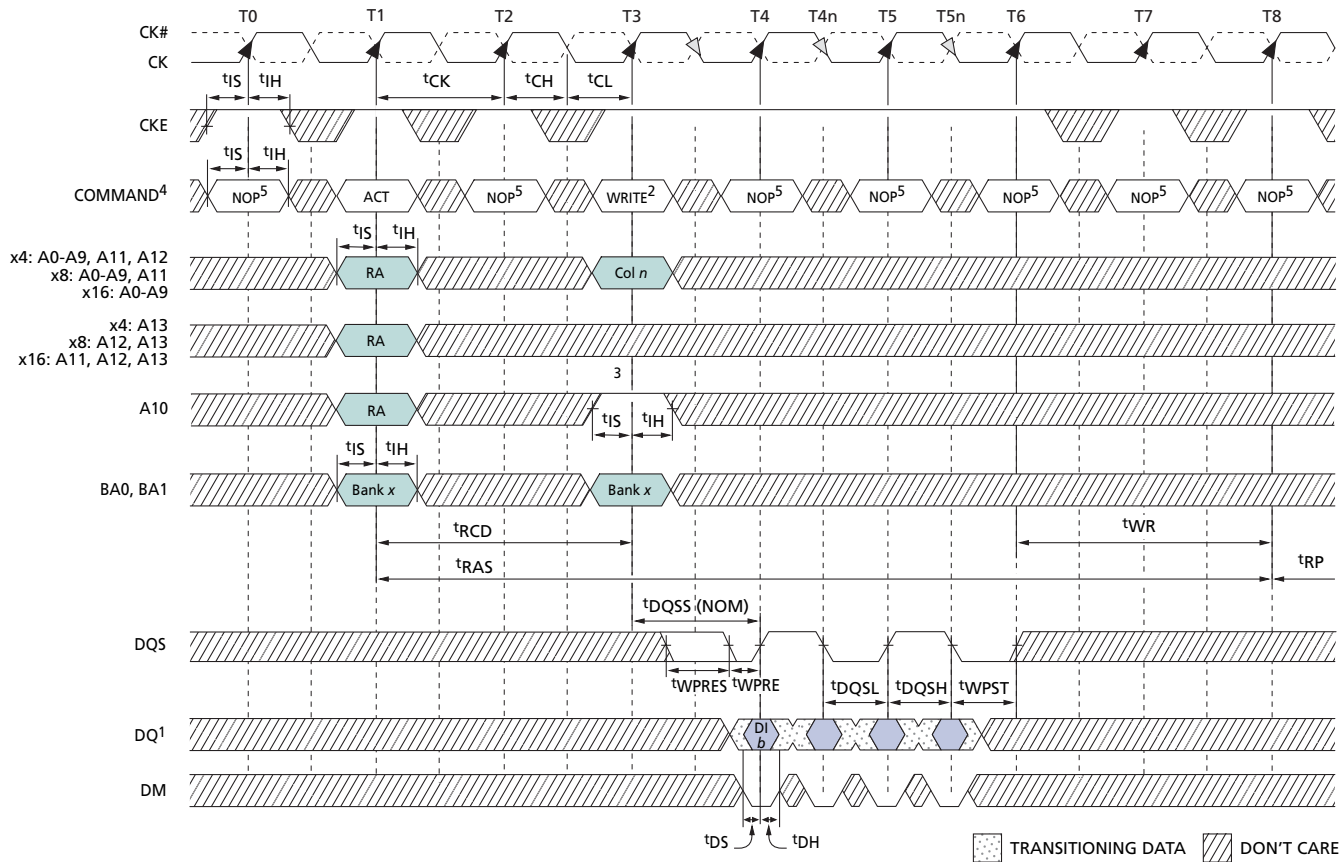 T0 T1 T2 T3 T4 T4n T5 T5n T6 T7 T8
CK#
CK
tIS tIH tCK tCH tCL
CKE
tIS tIH
COMMAND4 NOP5 ACT NOP5 WRITE2 NOP5 NOP5 NOP5 NOP5 NOP5
tIS tIH
x4: A0-A9, A11, A12
x8: A0-A9, A11
x16: A0-A9
RA Col n
x4: A13
x8: A12, A13
x16: A11, A12, A13
RA
3
A10 RA
tIS tIH
tIS tIH
BA0, BA1 Bank x Bank x
tRCD tWR
tRAS tRP
tDQSS (NOM)
DQS
tWPRES tWPRE tDQSL tDQSH tWPST
DQ1 DI
b
DM
tDS tDH
TRANSITIONING DATA DON'T CARE